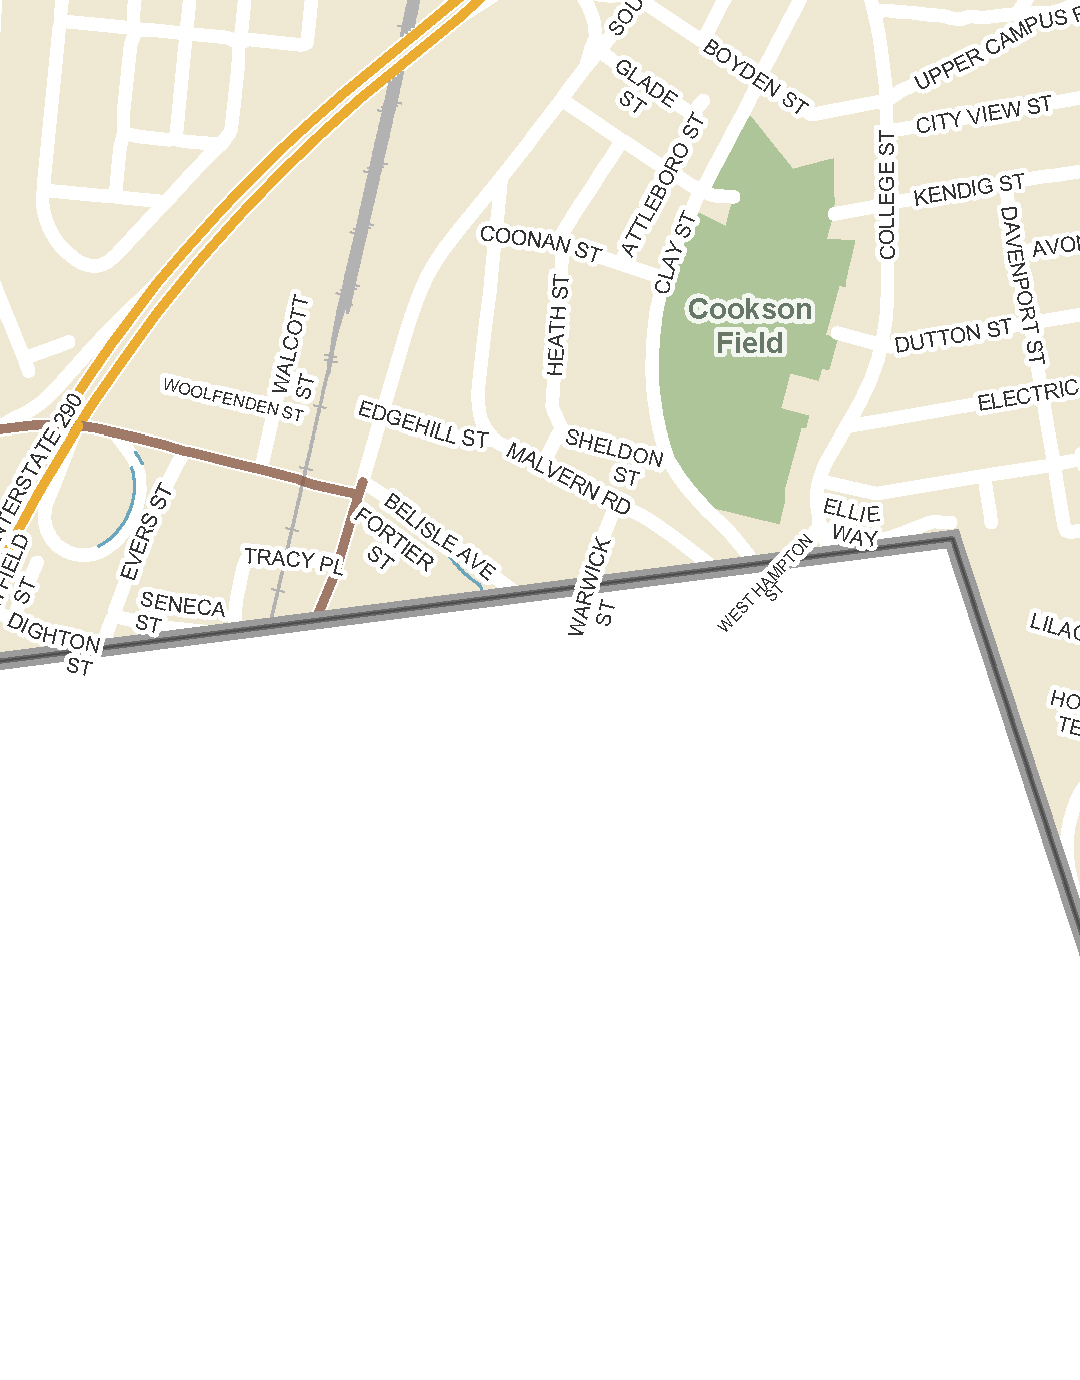 BOYDEN ST
UPPER CAMPUS
GLADE
ST
CITY VIEW ST
ATTLEBORO ST
COLLEGE ST
KENDIG ST
DAVENPORT ST
COONAN ST
CLAY ST
HEATH ST
Cookson
Field
WALCOTT
ST
DUTTON ST
WOOLFENDEN ST
ELECTRIC
EDGEHILL ST
SHELDON
ST
MALVERN RD
INTERSTATE 290
BELISLE AVE
FORTIER
ST
EVERS ST
ELLIE
WAY
TRACY PL
WARWICK
ST
WEST HAMPTON
ST
SENECA
ST
FIELD
ST
DIGHTON
ST